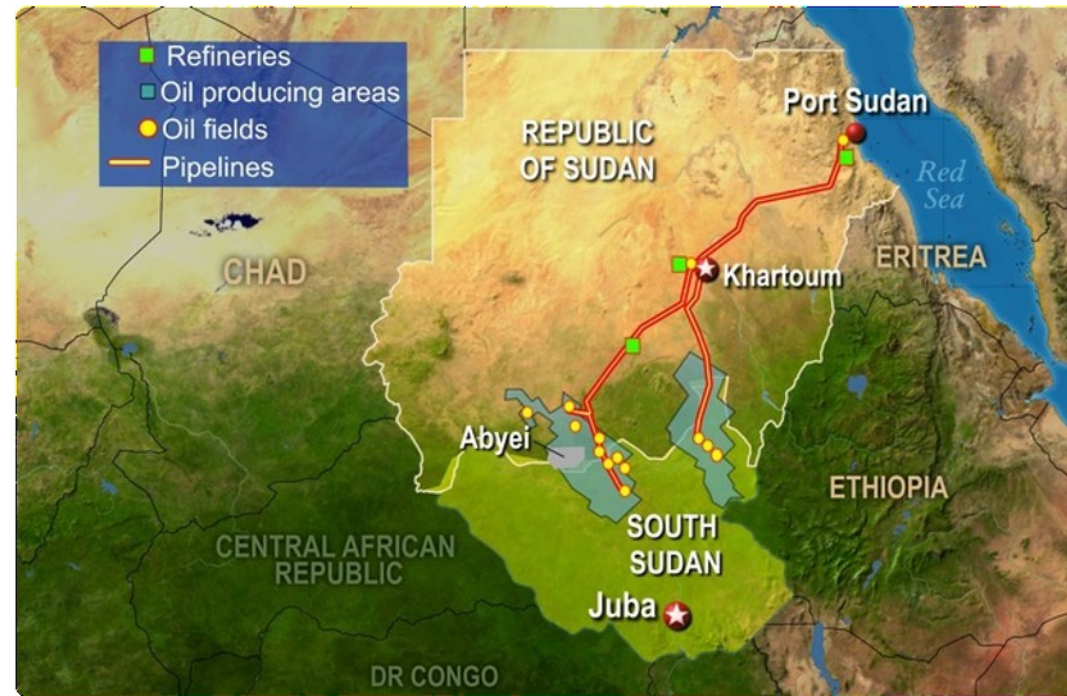 Refineries
Oil producing areas
Oil fields
Pipelines
Port Sudan
REPUBLIC
OF SUDAN
Red
Sea
CHAD
Khartoum
ERITREA
Abyei
ETHIOPIA
SOUTH
SUDAN
CENTRAL AFRICAN
REPUBLIC
Juba
DR CONGO